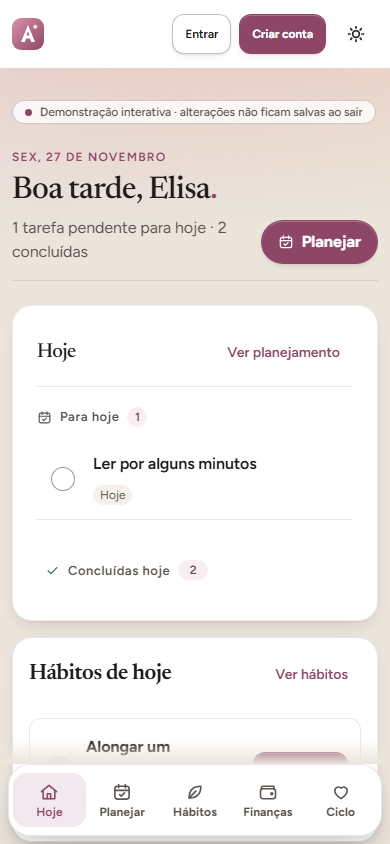 A
Entrar
Criar conta
Demonstração interativa · alterações não ficam salvas ao sair
SEX, 27 DE NOVEMBRO
Boa tarde, Elisa.
1 tarefa pendente para hoje · 2
concluídas
Planejar
Hoje
Ver planejamento
Para hoje 1
Ler por alguns minutos
Hoje
Concluídas hoje 2
Hábitos de hoje
Ver hábitos
Alongar um
Hoje
Planejar
Hábitos
Finanças
Ciclo